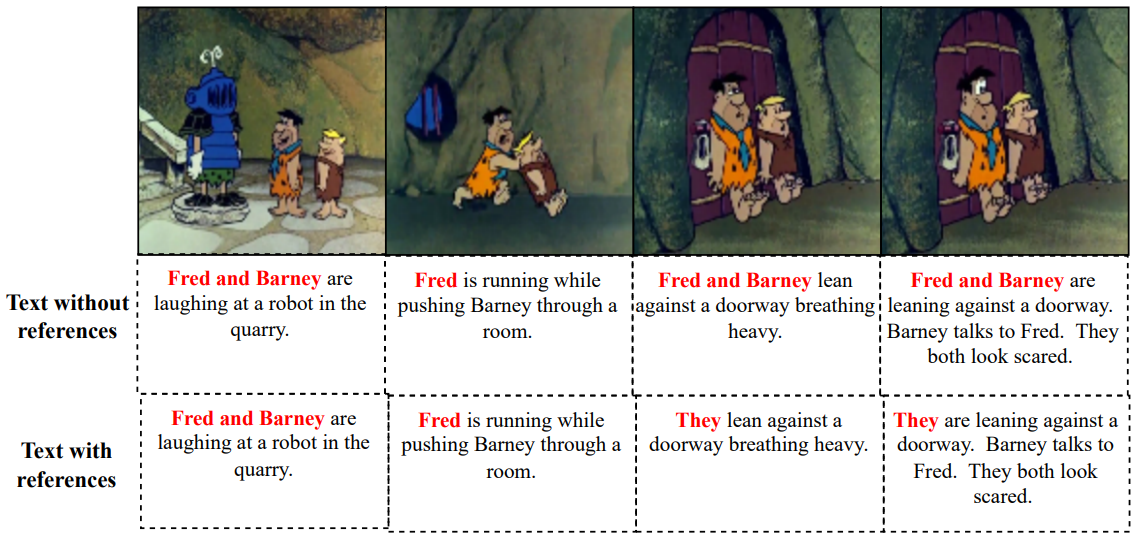 Text without
references
Fred and Barney are
laughing at a robot in the
quarry.
Fred is running while
pushing Barney through a
room.
Fred and Barney lean
against a doorway breathing
heavy.
Fred and Barney are
leaning against a doorway.
Barney talks to Fred.  They
both look scared.
Text with
references
Fred and Barney are
laughing at a robot in the
quarry.
Fred is running while
pushing Barney through a
room.
They lean against a
doorway breathing heavy.
They are leaning against a
doorway.  Barney talks to
Fred.  They both look
scared.